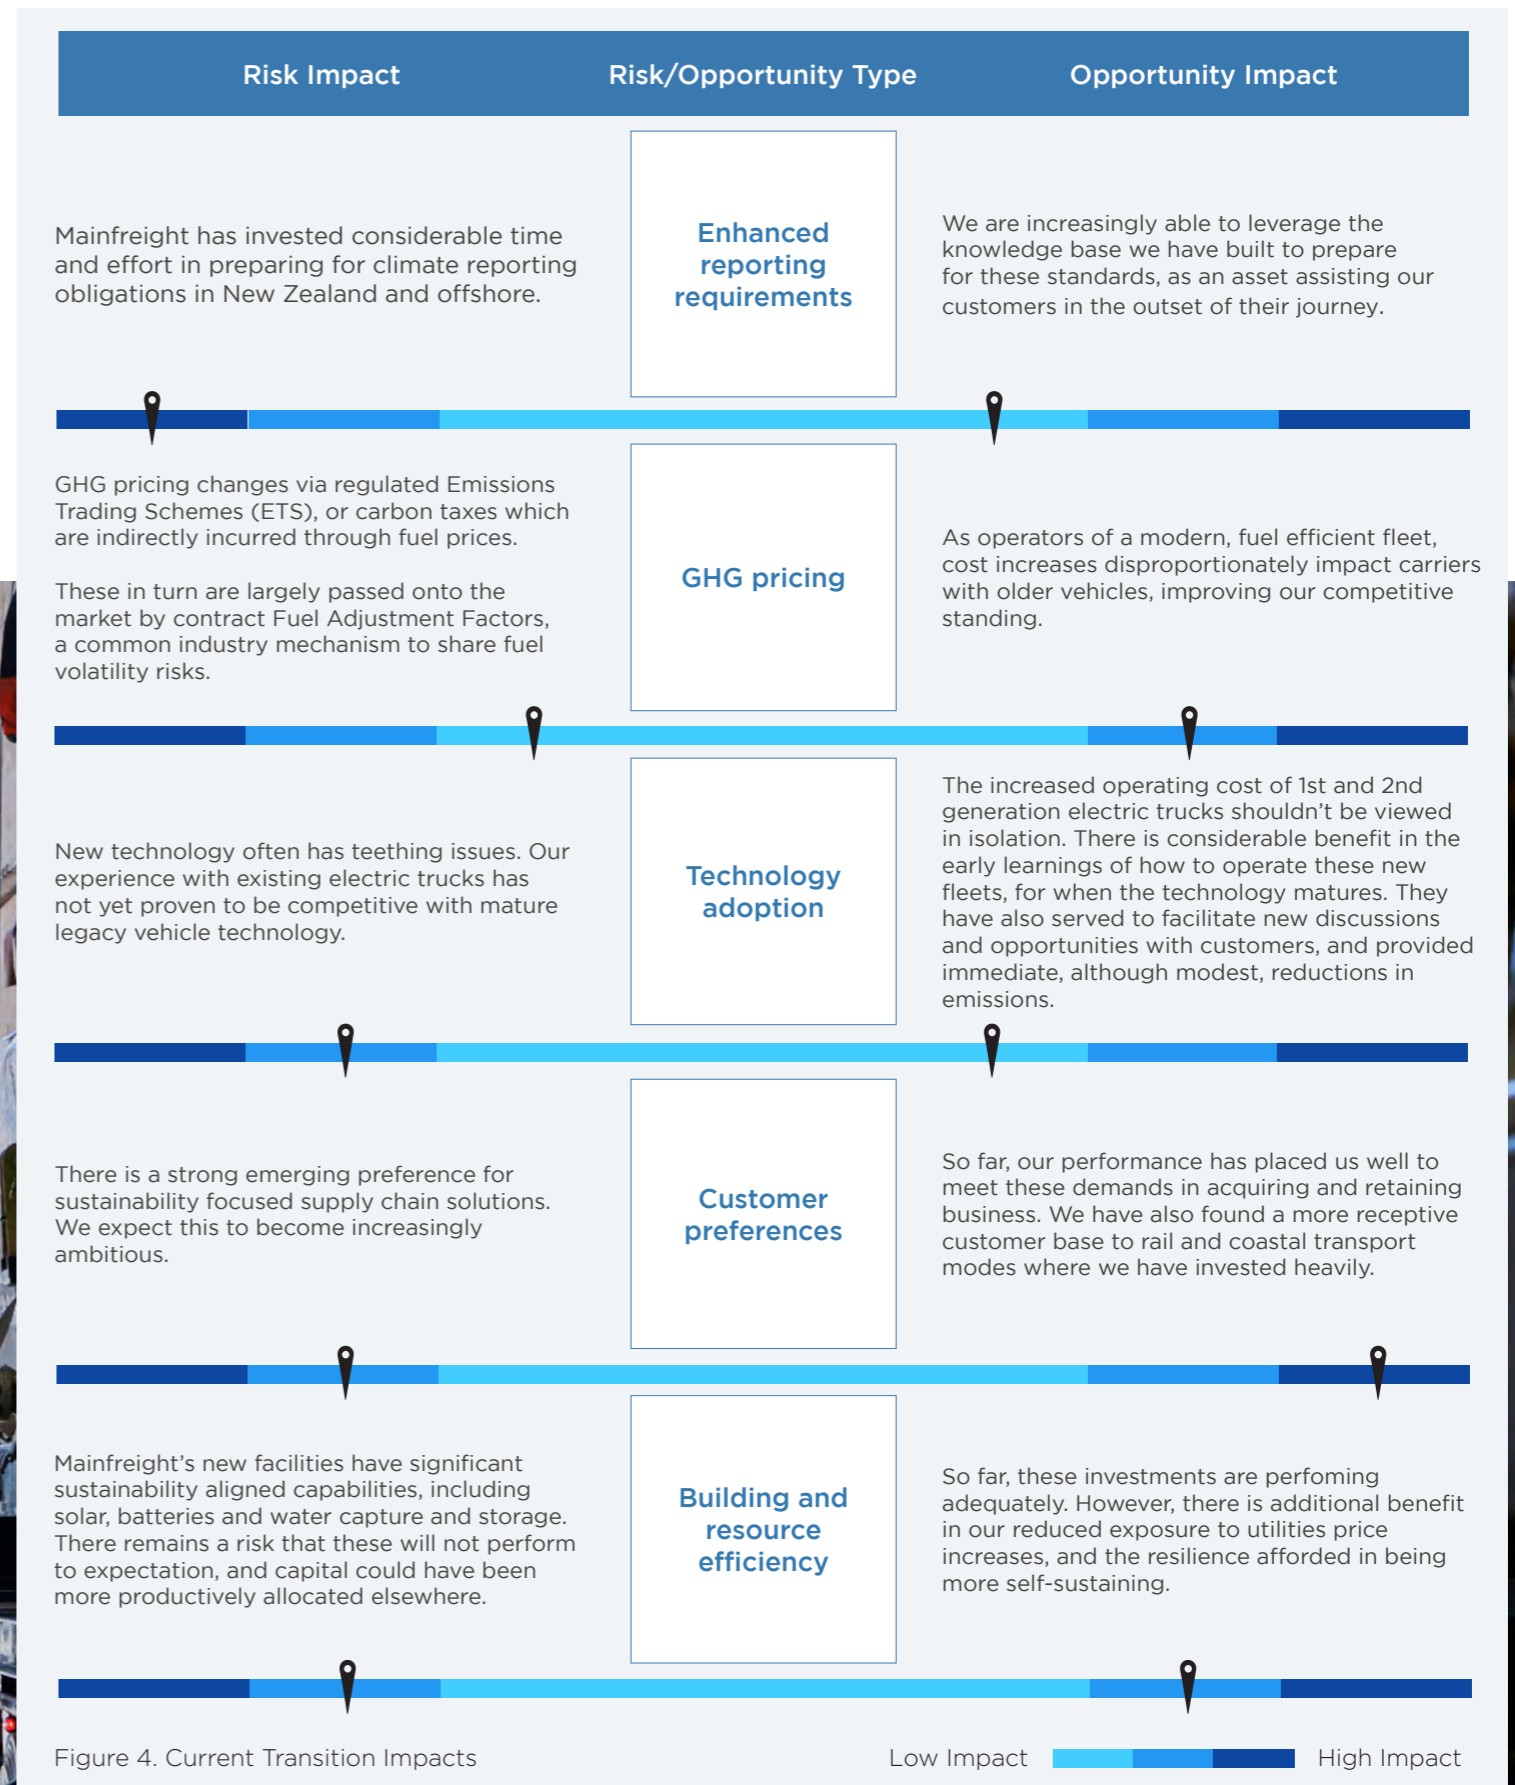 Risk Impact
Risk/Opportunity Type
Opportunity Impact
Mainfreight has invested considerable time
and effort in preparing for climate reporting
obligations in New Zealand and offshore.
Enhanced
reporting
requirements
We are increasingly able to leverage the
knowledge base we have built to prepare
for these standards, as an asset assisting our
customers in the outset of their journey.
GHG pricing changes via regulated Emissions
Trading Schemes (ETS), or carbon taxes which
are indirectly incurred through fuel prices.
These in turn are largely passed onto the
market by contract Fuel Adjustment Factors,
a common industry mechanism to share fuel
volatility risks.
GHG pricing
As operators of a modern, fuel efficient fleet,
cost increases disproportionately impact carriers
with older vehicles, improving our competitive
standing.
New technology often has teething issues. Our
experience with existing electric trucks has
not yet proven to be competitive with mature
legacy vehicle technology.
Technology
adoption
The increased operating cost of 1st and 2nd
generation electric trucks shouldn't be viewed
in isolation. There is considerable benefit in the
early learnings of how to operate these new
fleets, for when the technology matures. They
have also served to facilitate new discussions
and opportunities with customers, and provided
immediate, although modest, reductions in
emissions.
There is a strong emerging preference for
sustainability focused supply chain solutions.
We expect this to become increasingly
ambitious.
Customer
preferences
So far, our performance has placed us well to
meet these demands in acquiring and retaining
business. We have also found a more receptive
customer base to rail and coastal transport
modes where we have invested heavily.
Mainfreight's new facilities have significant
sustainability aligned capabilities, including
solar, batteries and water capture and storage.
There remains a risk that these will not perform
to expectation, and capital could have been
more productively allocated elsewhere.
Building and
resource
efficiency
So far, these investments are perfoming
adequately. However, there is additional benefit
in our reduced exposure to utilities price
increases, and the resilience afforded in being
more self-sustaining.
Figure 4. Current Transition Impacts
Low Impact
High Impact